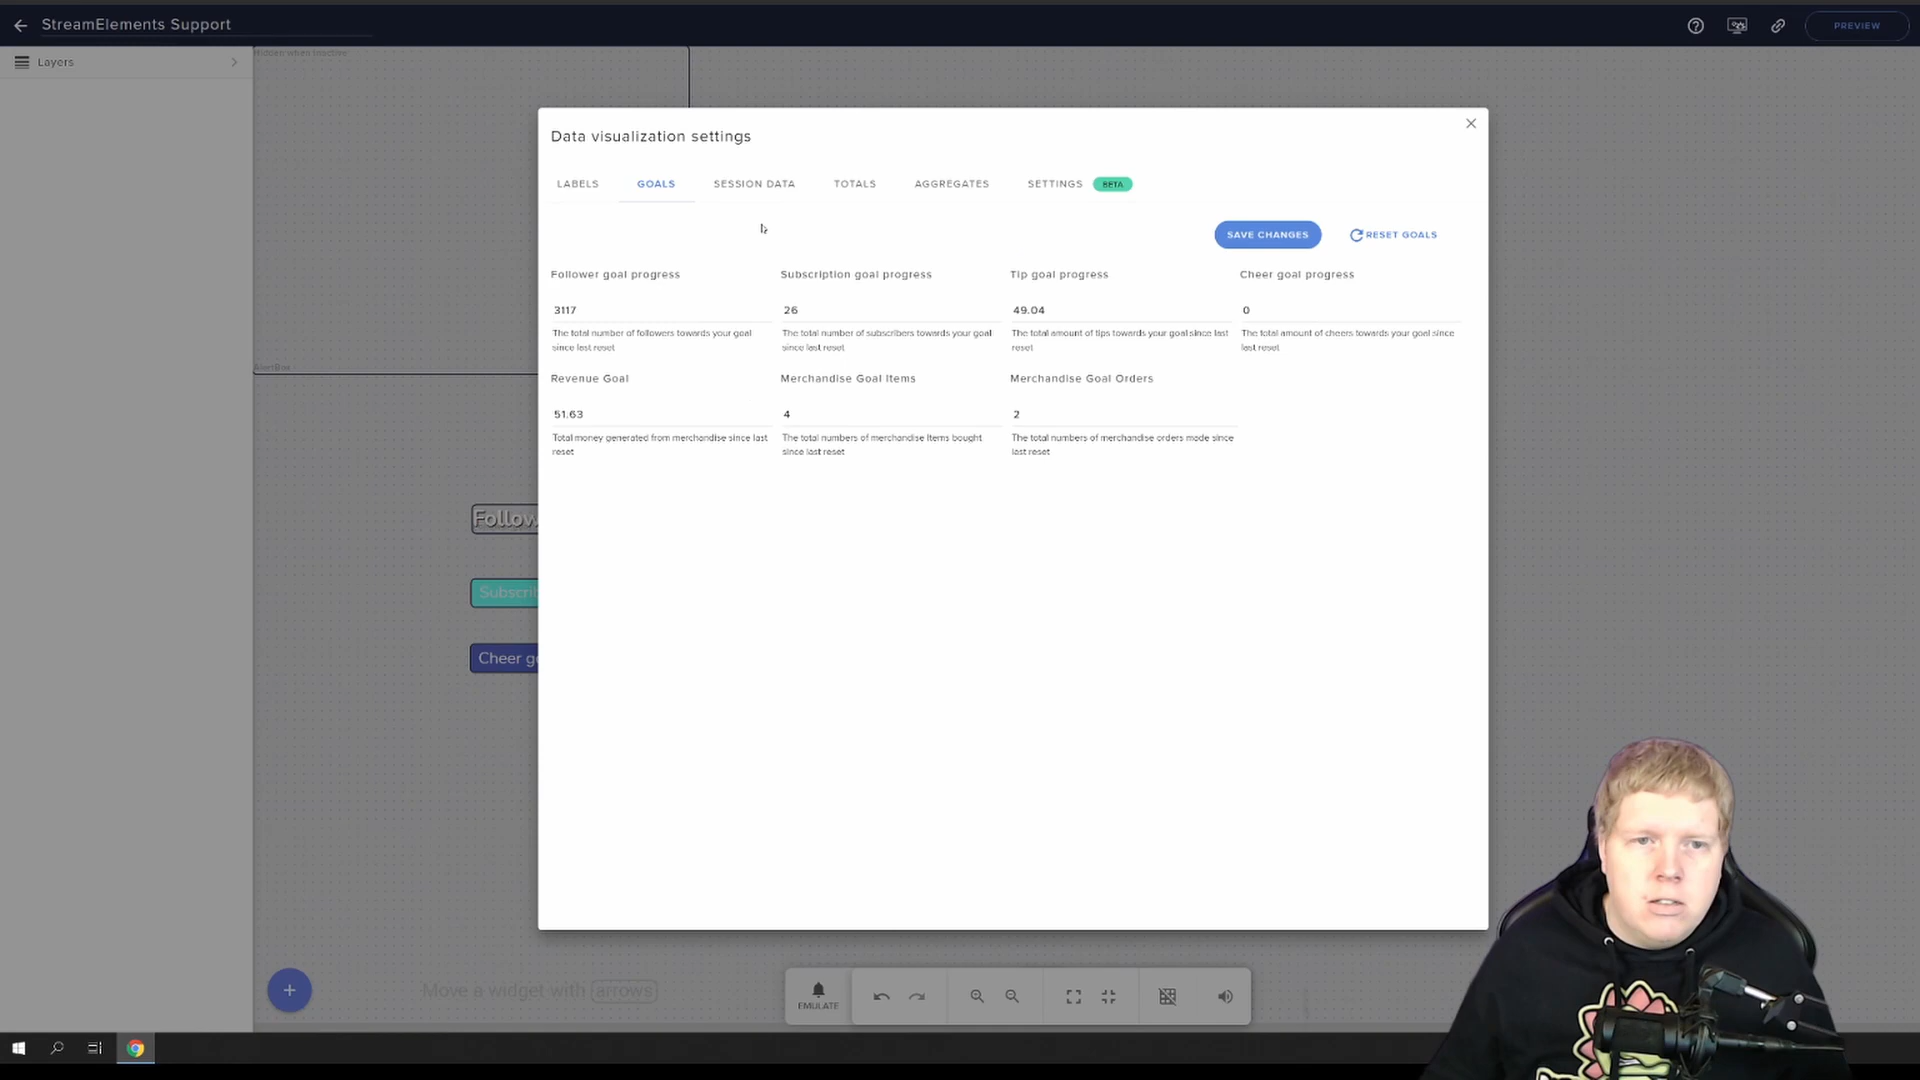 StreamElements Support
PREVIEW
Layers
Hidden when inactive
AlertBox
Data visualization settings
LABELS GOALS SESSION DATA TOTALS AGGREGATES SETTINGS BETA
SAVE CHANGES RESET GOALS
Follower goal progress Subscription goal progress Tip goal progress Cheer goal progress
3117 26 49.04 0
The total number of followers towards your goal The total number of subscribers towards your goal The total amount of tips towards your goal since last The total amount of cheers towards your goal since
since last reset since last reset reset last reset
Revenue Goal Merchandise Goal Items Merchandise Goal Orders
51.63 4 2
Total money generated from merchandise since last The total numbers of merchandise items bought The total numbers of merchandise orders made since
reset since last reset last reset
Follow
Subscrib
Cheer go
Move a widget with arrows
EMULATE